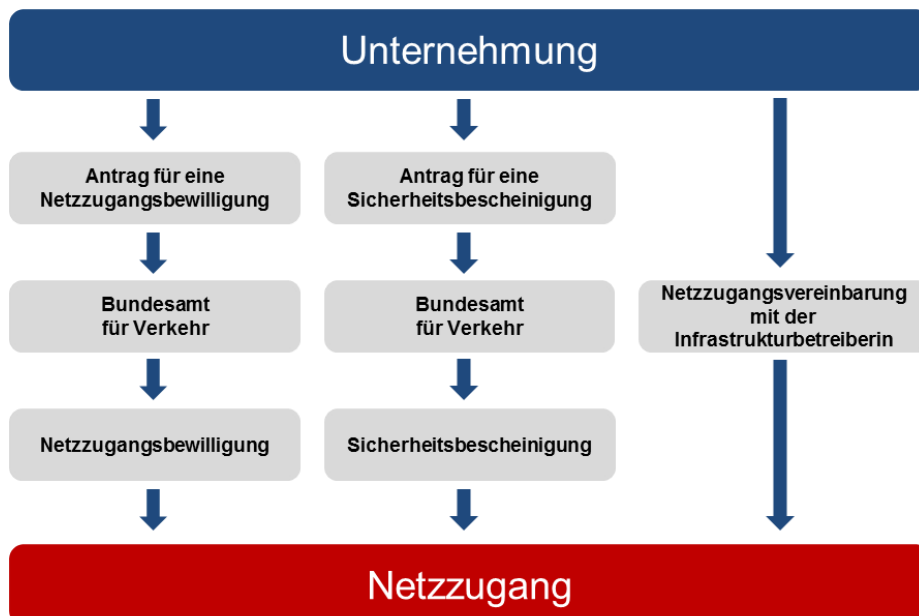 Unternehmung
Antrag für eine
Netzzugangsbewilligung
Antrag für eine
Sicherheitsbescheinigung
Bundesamt
für Verkehr
Bundesamt
für Verkehr
Netzzugangsvereinbarung
mit der
Infrastrukturbetreiberin
Netzzugangsbewilligung
Sicherheitsbescheinigung
Netzzugang